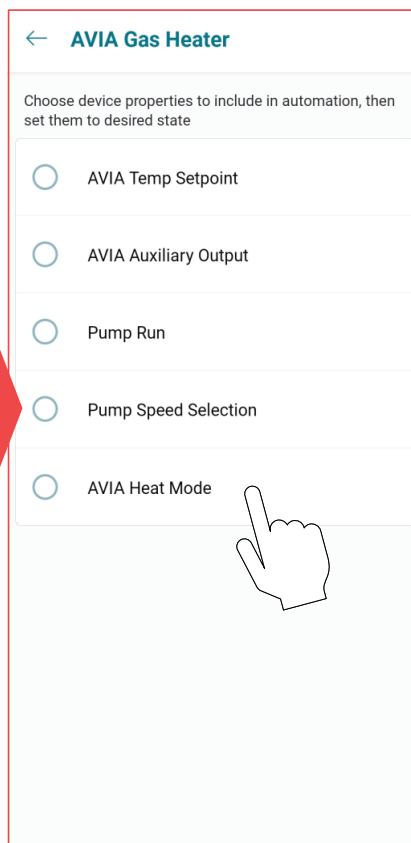 AVIA Gas Heater
Choose device properties to include in automation, then
set them to desired state
AVIA Temp Setpoint
AVIA Auxiliary Output
Pump Run
Pump Speed Selection
AVIA Heat Mode